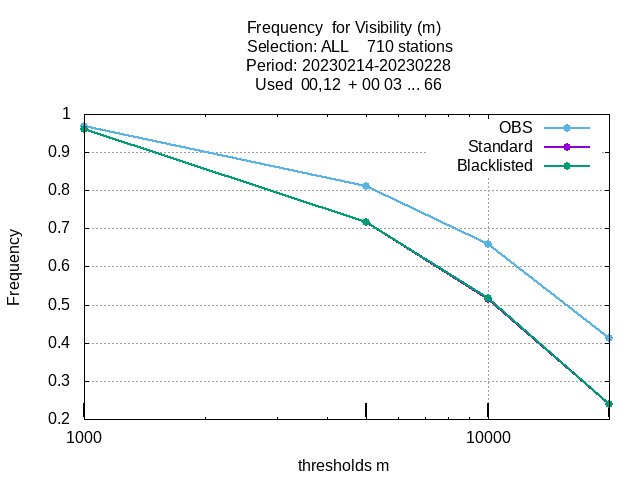 Frequency  for Visibility (m)
Selection: ALL    710 stations
Period: 20230214-20230228
Used  00,12  + 00 03 ... 66
OBS
Standard
Blacklisted
1
0.9
0.8
0.7
0.6
0.5
0.4
0.3
0.2
Frequency
1000
10000
thresholds m